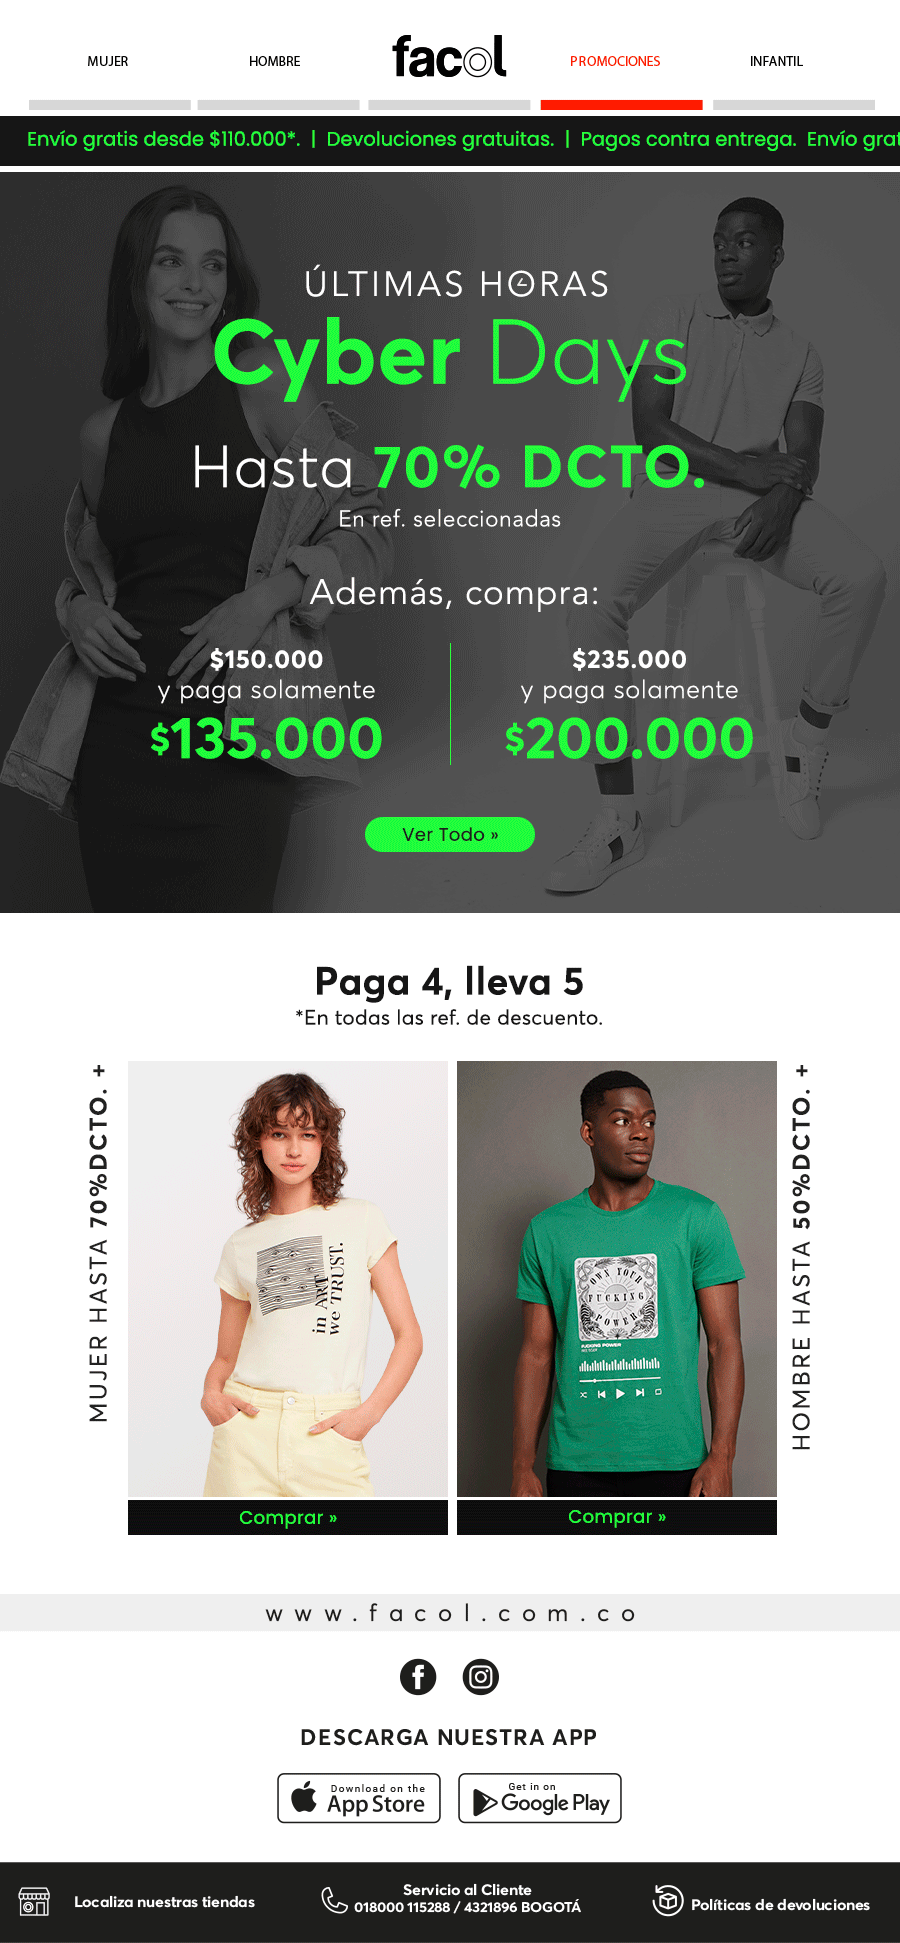 MUJER
HOMBRE
facol
PROMOCIONES
INFANTIL
Envío gratis desde $110.000*. | Devoluciones gratuitas. | Pagos contra entrega. Envío grat
ÚLTIMAS HORAS
Cyber Days
Hasta 70% DCTO.
En ref. seleccionadas
Además, compra:
$150.000
y paga solamente
$135.000
$235.000
y paga solamente
$200.000
Ver Todo »
Paga 4, lleva 5
*En todas las ref. de descuento.
MUJER HASTA 70%DCTO. +
in ART
we TRUST.
Comprar »
OWN YOUR
FUCKING
POWER
FUCKING POWER
Comprar »
HOMBRE HASTA 50%DCTO. +
www.facol.com.co
DESCARGA NUESTRA APP
Download on the
App Store
Get in on
Google Play
Localiza nuestras tiendas
Servicio al Cliente
018000 115288 / 4321896 BOGOTÁ
Políticas de devoluciones